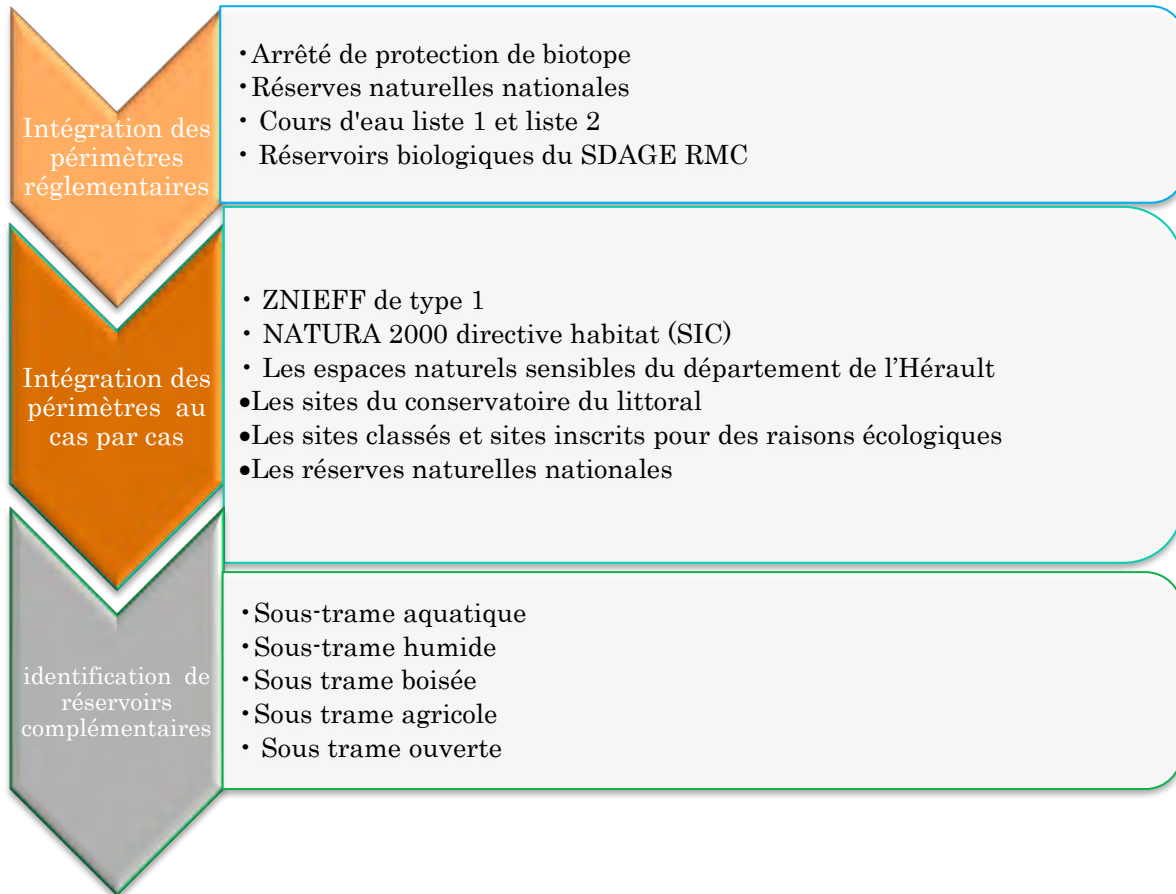 Intégration des
périmètres
réglementaires
· Arrêté de protection de biotope
· Réserves naturelles nationales
· Cours d'eau liste 1 et liste 2
· Réservoirs biologiques du SDAGE RMC
Intégration des
périmètres au
cas par cas
· ZNIEFF de type 1
· NATURA 2000 directive habitat (SIC)
· Les espaces naturels sensibles du département de l’Hérault
•Les sites du conservatoire du littoral
•Les sites classés et sites inscrits pour des raisons écologiques
•Les réserves naturelles nationales
identification de
réservoirs
complémentaires
· Sous-trame aquatique
· Sous-trame humide
· Sous trame boisée
· Sous trame agricole
· Sous trame ouverte